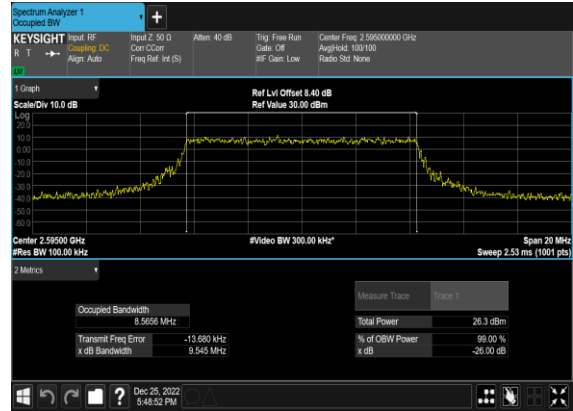 Spectrum Analyzer 1
Occupied BW
KEYSIGHT
R T
LXI
Input: RF
Coupling: DC
Align: Auto
Input Z: 50 Ω
Corr CCorr
Freq Ref: Int (S)
Atten: 40 dB
Trig: Free Run
Gate: Off
#IF Gain: Low
Center Freq: 2.595000000 GHz
Avg|Hold: 100/100
Radio Std: None
1 Graph
Scale/Div 10.0 dB
Ref Lvl Offset 8.40 dB
Ref Value 30.00 dBm
Log
20.0
10.0
0.00
-10.0
-20.0
-30.0
-40.0
-50.0
-60.0
Center 2.59500 GHz
#Res BW 100.00 kHz
#Video BW 300.00 kHz*
Span 20 MHz
Sweep 2.53 ms (1001 pts)
2 Metrics
Measure Trace
Trace 1
Occupied Bandwidth
8.5656 MHz
Total Power
26.3 dBm
Transmit Freq Error
-13.680 kHz
% of OBW Power
99.00 %
x dB Bandwidth
9.545 MHz
x dB
-26.00 dB
?
Dec 25, 2022
5:48:52 PM